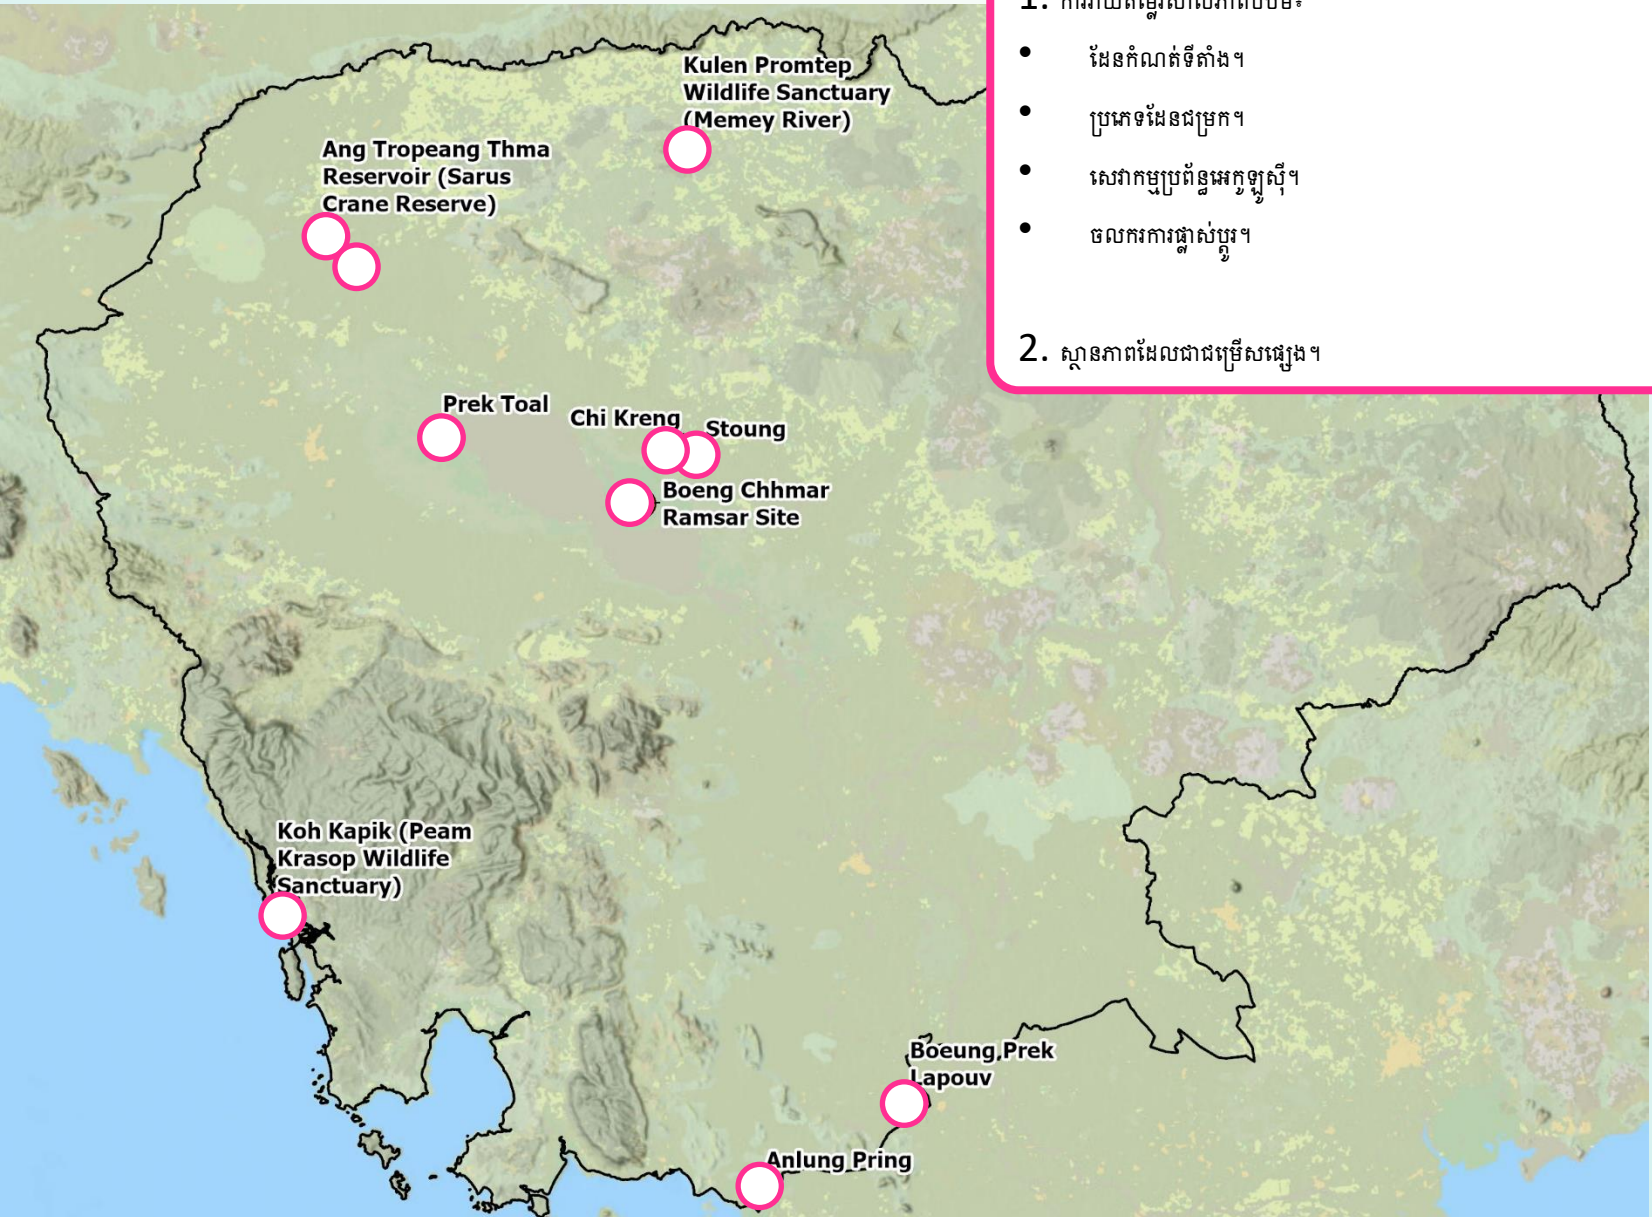 Kulen Promtep
Wildlife Sanctuary
(Memey River)
Ang Tropeang Thma
Reservoir (Sarus
Crane Reserve)
Prek Toal
Chi Kreng
Stoung
Boeng Chhmar
Ramsar Site
Koh Kapik (Peam
Krasop Wildlife
Sanctuary)
Boeung Prek
Lapouv
Anlung Pring
• ដែនកំណត់ទីតាំង។
• ប្រភេទដែនជម្រក។
• សេវាកម្មប្រព័ន្ធអេកូឡូស៊ី។
• ចលករការផ្លាស់ប្តូរ។
2. ស្ថានភាពដែលជាជម្រើសផ្សេង។